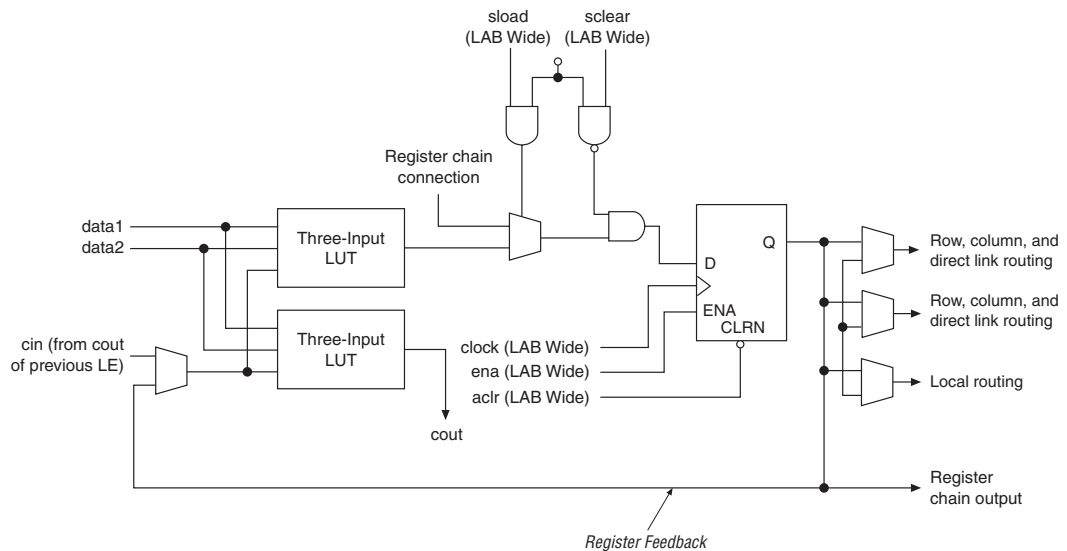 sload
(LAB Wide)
sclear
(LAB Wide)
Register chain
connection
data1
data2
Three-Input
LUT
Three-Input
LUT
cin (from cout
of previous LE)
cout
D
Q
ENA
CLRN
clock (LAB Wide)
ena (LAB Wide)
aclr (LAB Wide)
Row, column, and
direct link routing
Row, column, and
direct link routing
Local routing
Register
chain output
Register Feedback